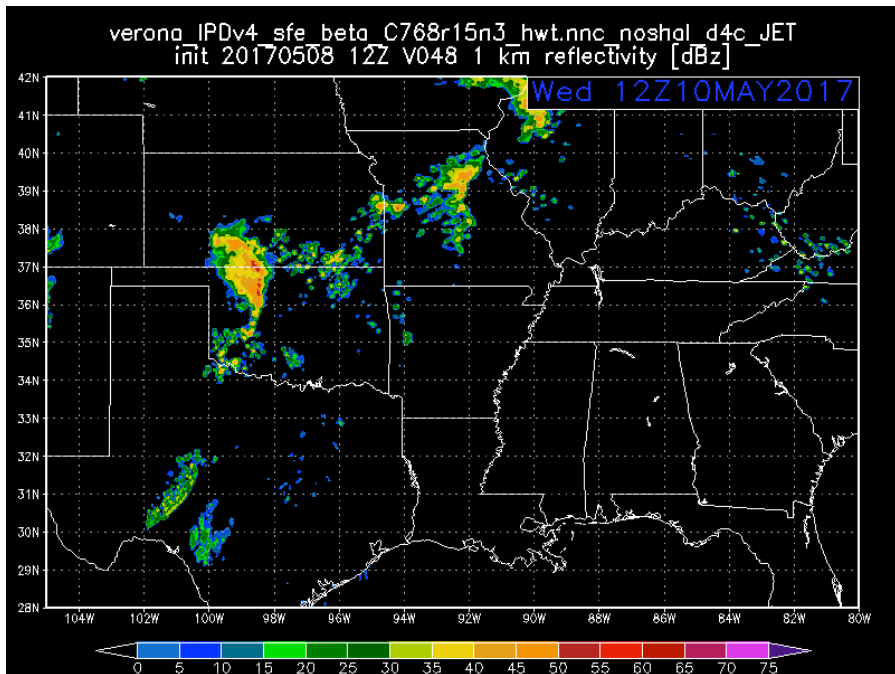 verona_IPDv4_sfe_beta_C768r15n3_hwt.nnc_noshal_d4c_JET
init 20170508 12Z V048 1 km reflectivity [dBz]
Wed 12Z10MAY2017
42N
41N
40N
39N
38N
37N
36N
35N
34N
33N
32N
31N
30N
29N
28N
104W 102W 100W 98W 96W 94W 92W 90W 88W 86W 84W 82W 80W
0 5 10 15 20 25 30 35 40 45 50 55 60 65 70 75